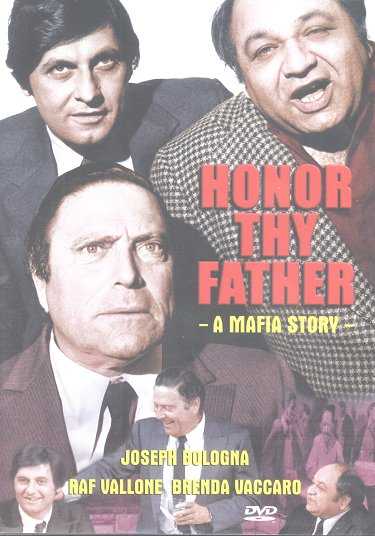 HONOR
THY
FATHER
– A MAFIA STORY –
JOSEPH BOLOGNA
RAF VALLONE BRENDA VACCARO
DVD